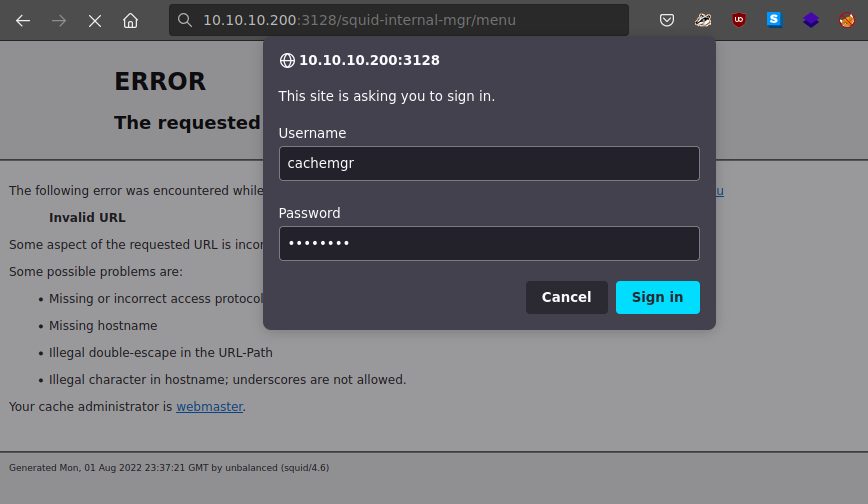 10.10.10.200:3128/squid-internal-mgr/menu
10.10.10.200:3128
This site is asking you to sign in.
Username
cachemgr
Password
••••••••
Cancel Sign in
ERROR
The requested
The following error was encountered while u
Invalid URL
Some aspect of the requested URL is incor
Some possible problems are:
• Missing or incorrect access protocol
• Missing hostname
• Illegal double-escape in the URL-Path
• Illegal character in hostname; underscores are not allowed.
Your cache administrator is webmaster.
Generated Mon, 01 Aug 2022 23:37:21 GMT by unbalanced (squid/4.6)